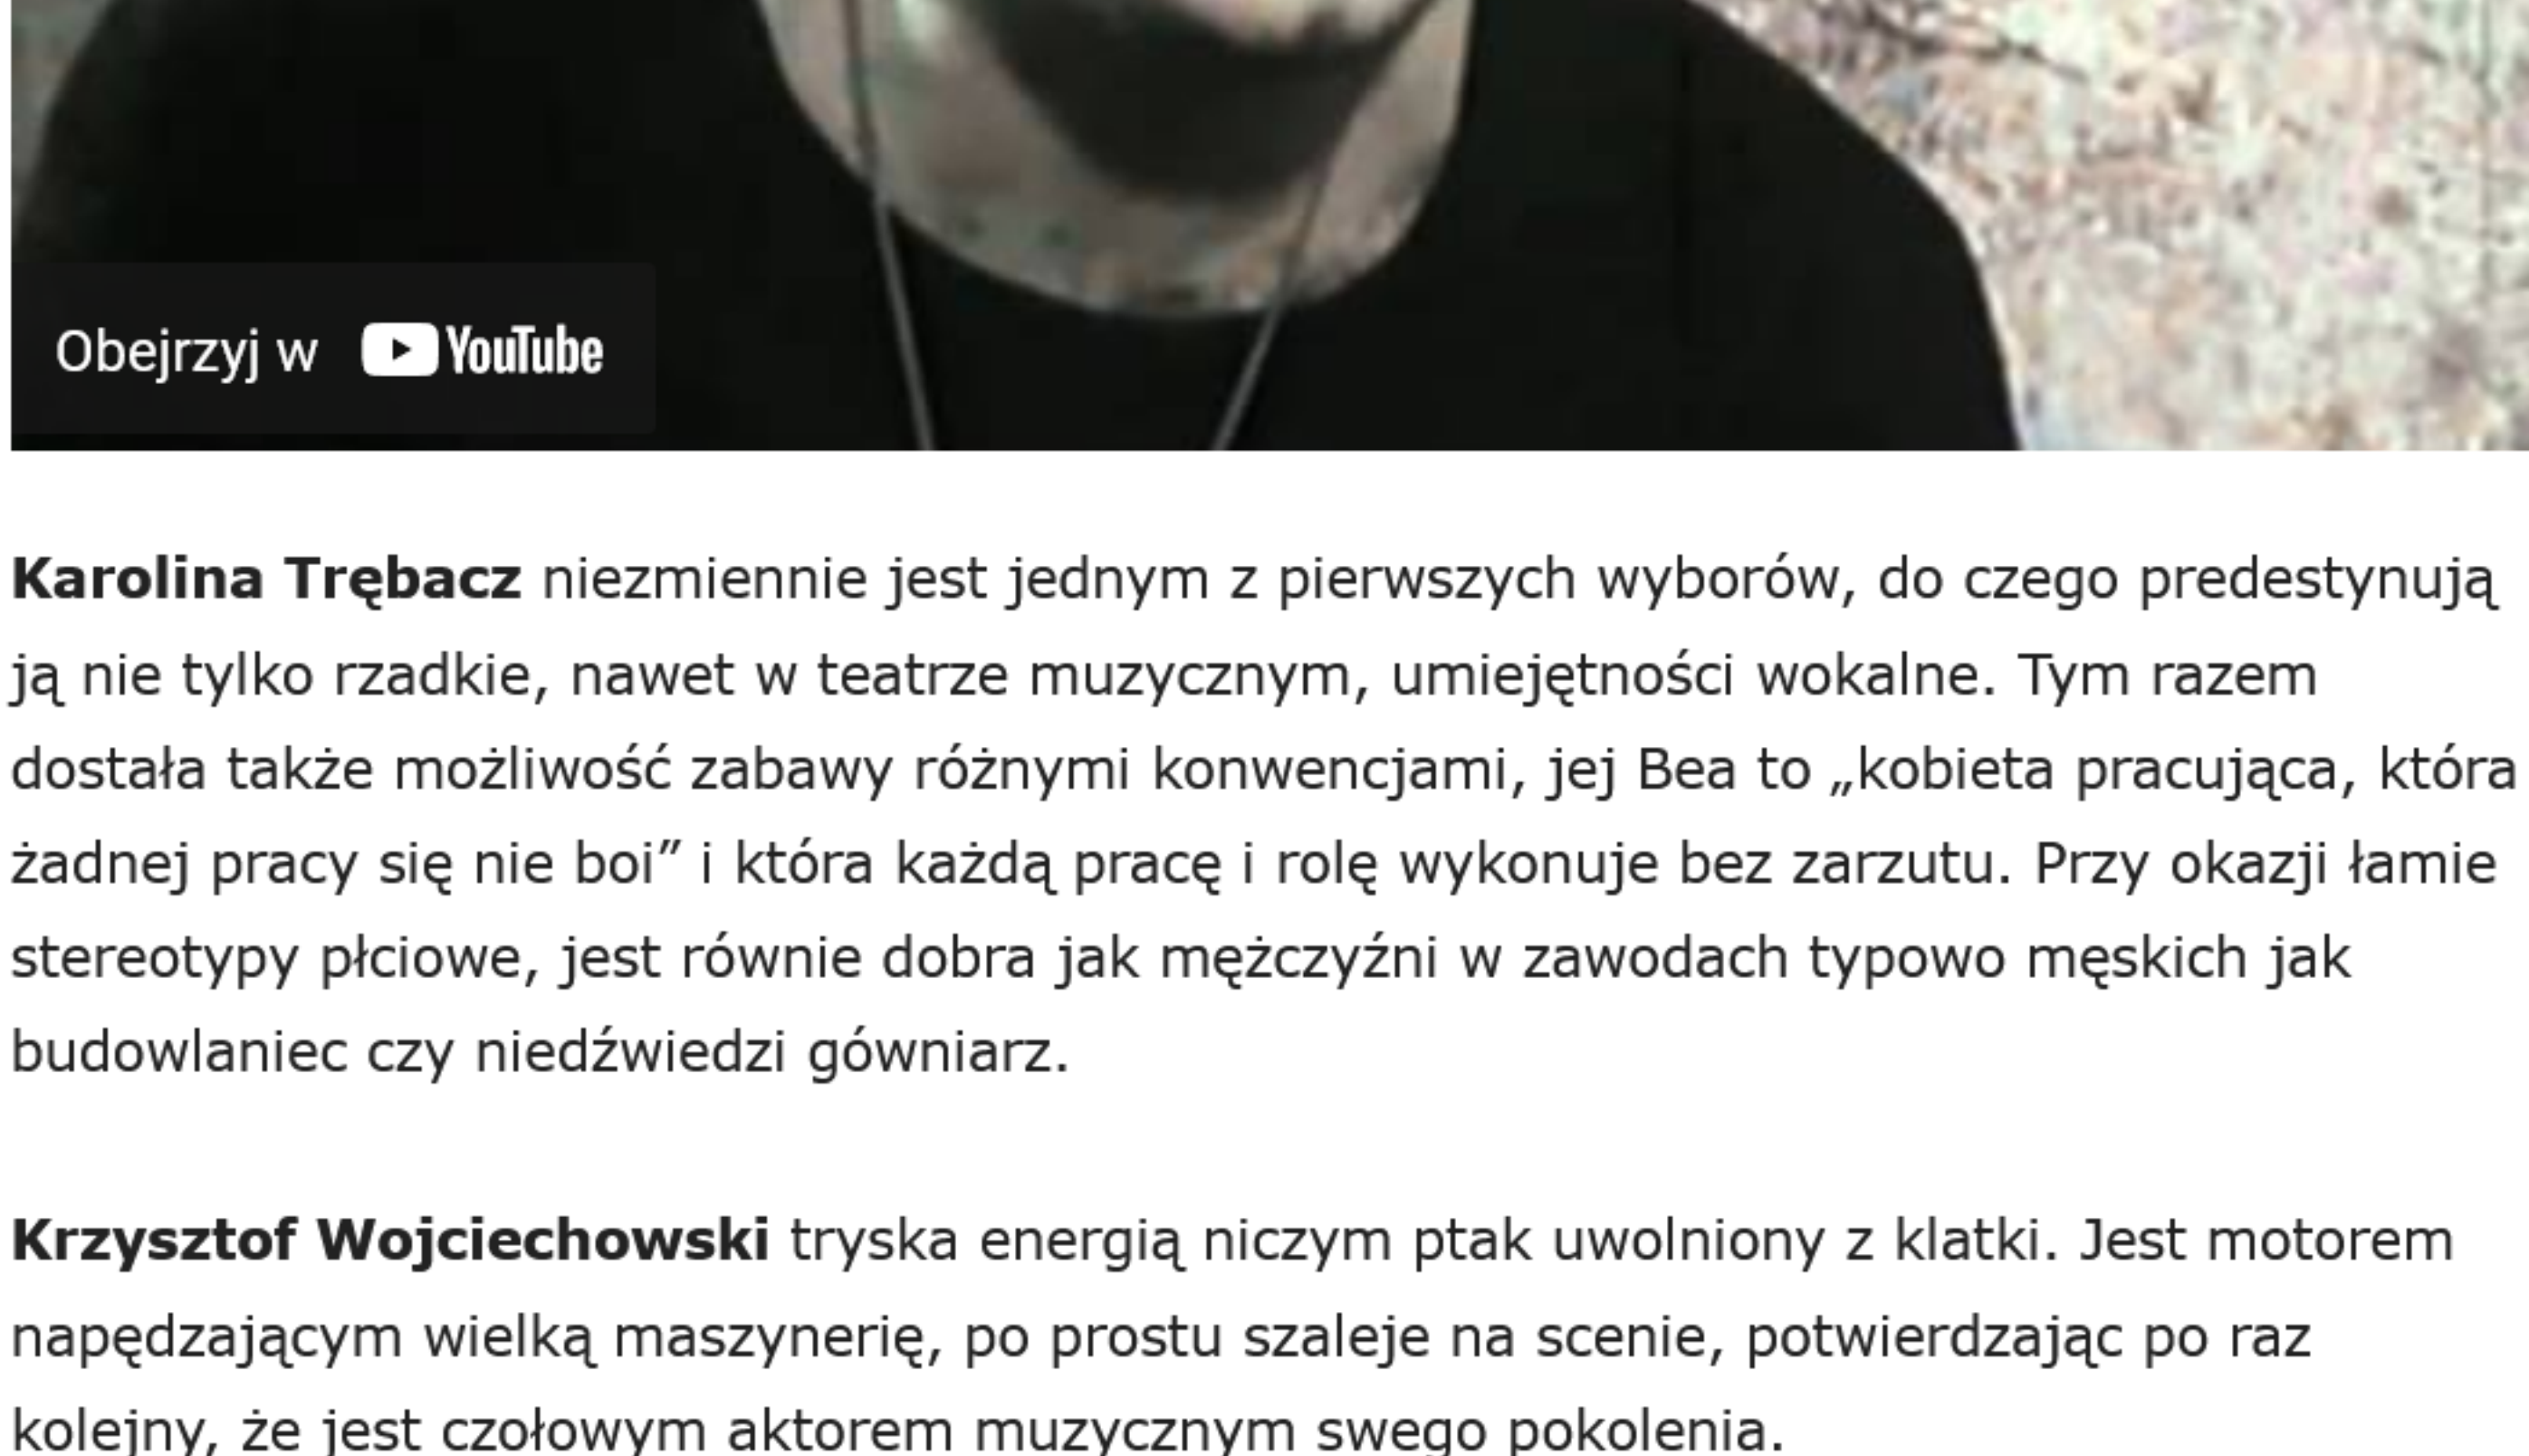 Obejrzyj w YouTube
Karolina Trębacz niezmiennie jest jednym z pierwszych wyborów, do czego predestynują
ją nie tylko rzadkie, nawet w teatrze muzycznym, umiejętności wokalne. Tym razem
dostała także możliwość zabawy różnymi konwencjami, jej Bea to „kobieta pracująca, która
żadnej pracy się nie boi” i która każdą pracę i rolę wykonuje bez zarzutu. Przy okazji łamie
stereotypy płciowe, jest równie dobra jak mężczyźni w zawodach typowo męskich jak
budowlaniec czy niedźwiedzi gówniarz.
Krzysztof Wojciechowski tryska energią niczym ptak uwolniony z klatki. Jest motorem
napędzającym wielką maszynerię, po prostu szaleje na scenie, potwierdzając po raz
kolejny, że jest czołowym aktorem muzycznym swego pokolenia.